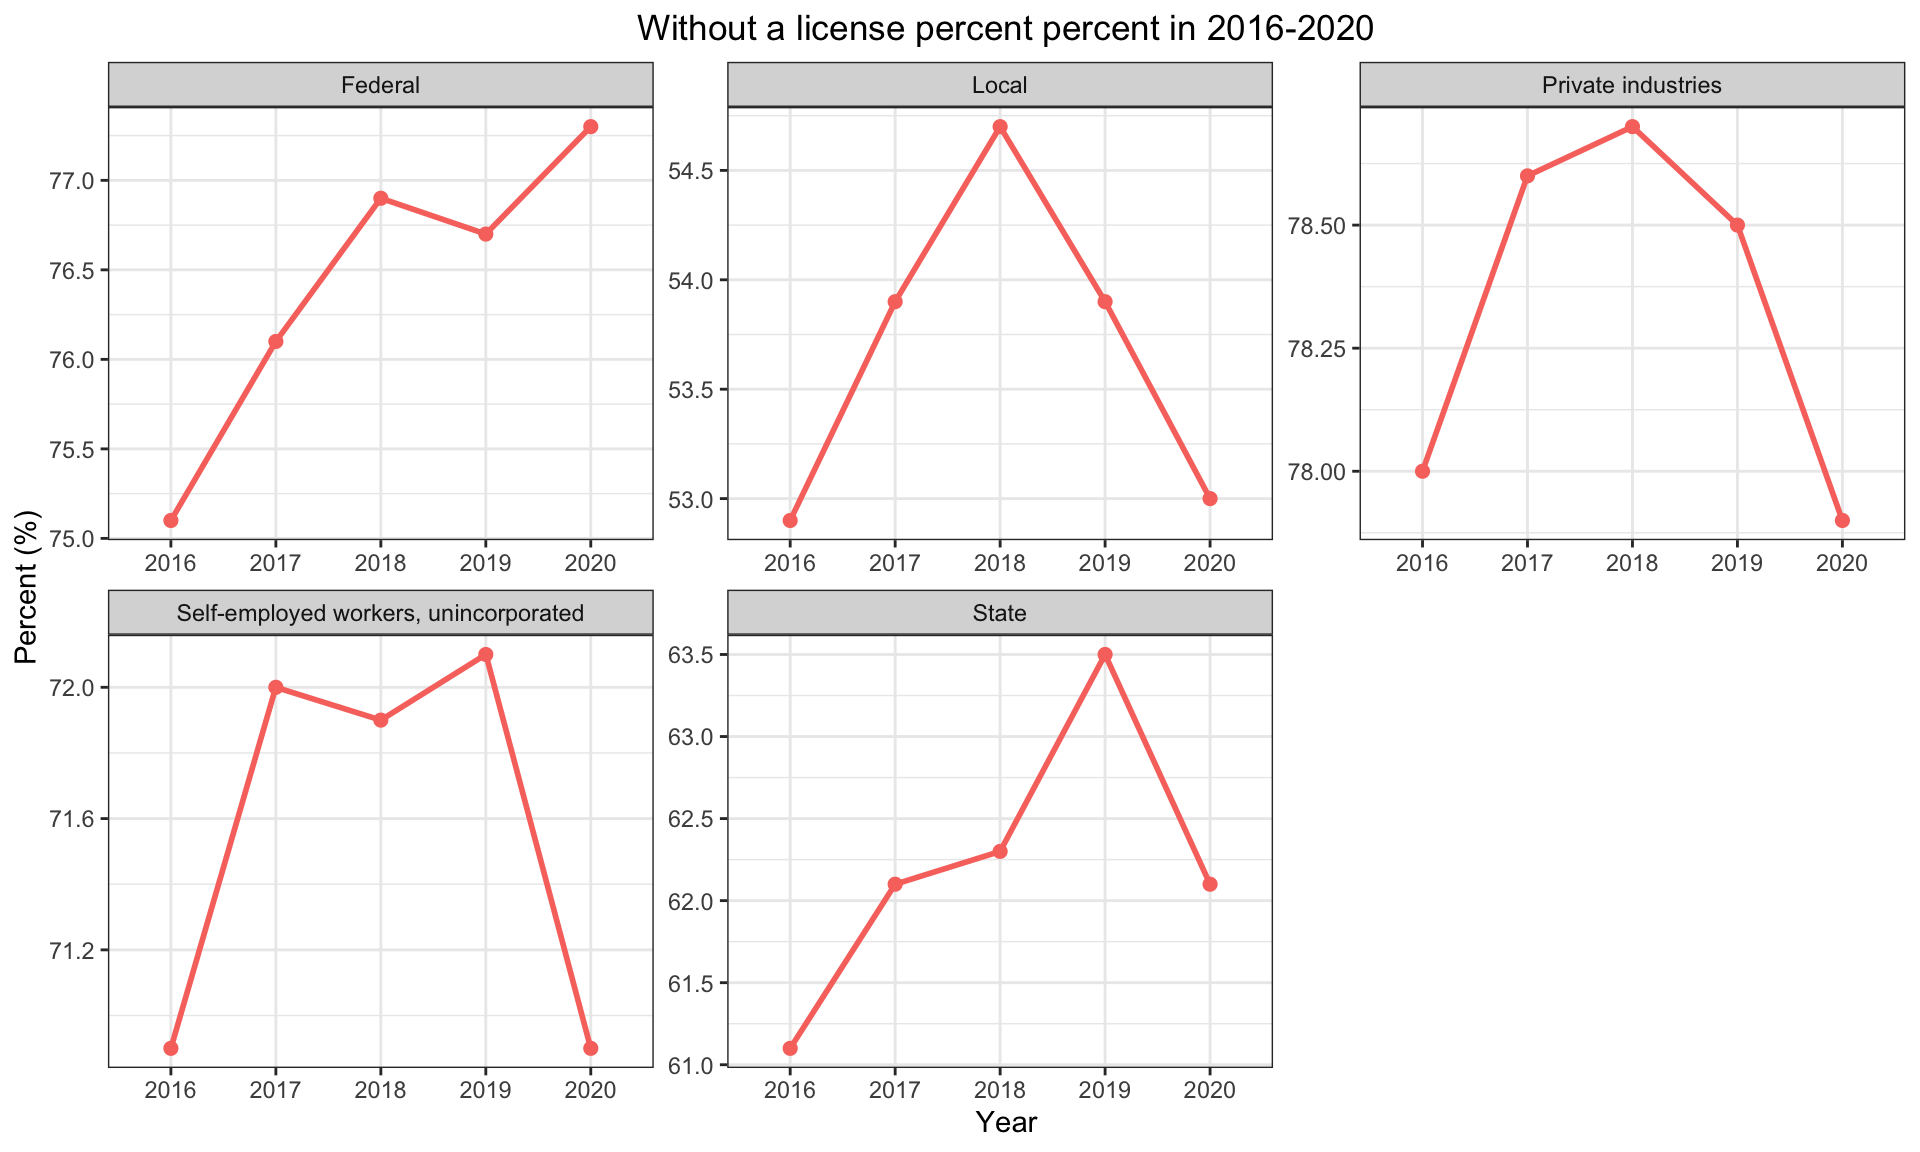 Without a license percent percent in 2016-2020
Federal
Local
Private industries
77.0
76.5
76.0
75.5
75.0
2016 2017 2018 2019 2020
54.5
54.0
53.5
53.0
2016 2017 2018 2019 2020
78.50
78.25
78.00
2016 2017 2018 2019 2020
Percent (%)
Self-employed workers, unincorporated
State
72.0
71.6
71.2
2016 2017 2018 2019 2020
63.5
63.0
62.5
62.0
61.5
61.0
2016 2017 2018 2019 2020
Year